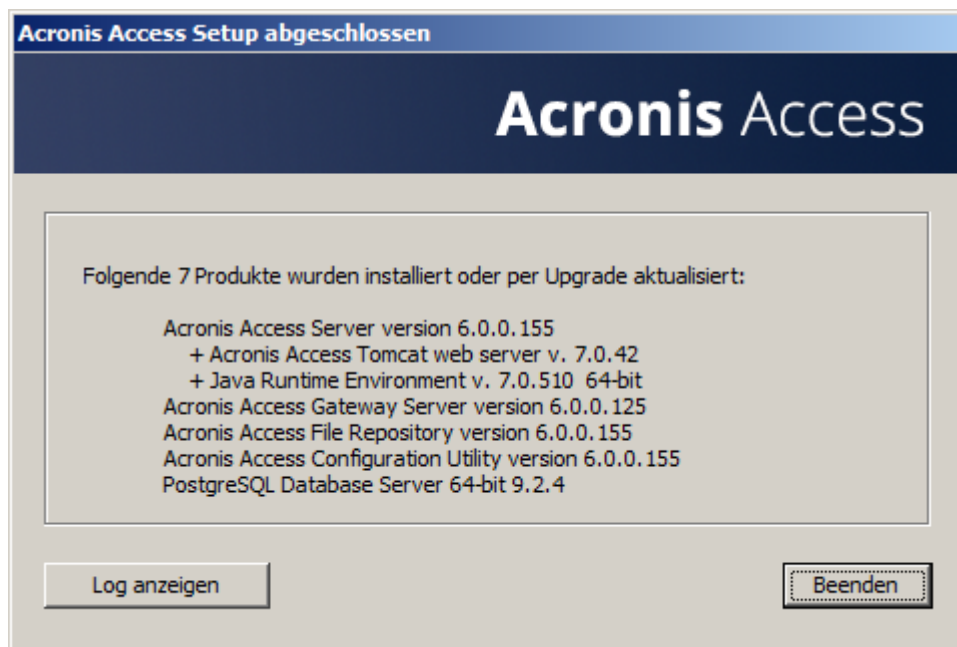 Acronis Access Setup abgeschlossen
Acronis Access
Folgende 7 Produkte wurden installiert oder per Upgrade aktualisiert:
Acronis Access Server version 6.0.0.155
+ Acronis Access Tomcat web server v. 7.0.42
+ Java Runtime Environment v. 7.0.510  64-bit
Acronis Access Gateway Server version 6.0.0.125
Acronis Access File Repository version 6.0.0.155
Acronis Access Configuration Utility version 6.0.0.155
PostgreSQL Database Server 64-bit 9.2.4
Log anzeigen
Beenden